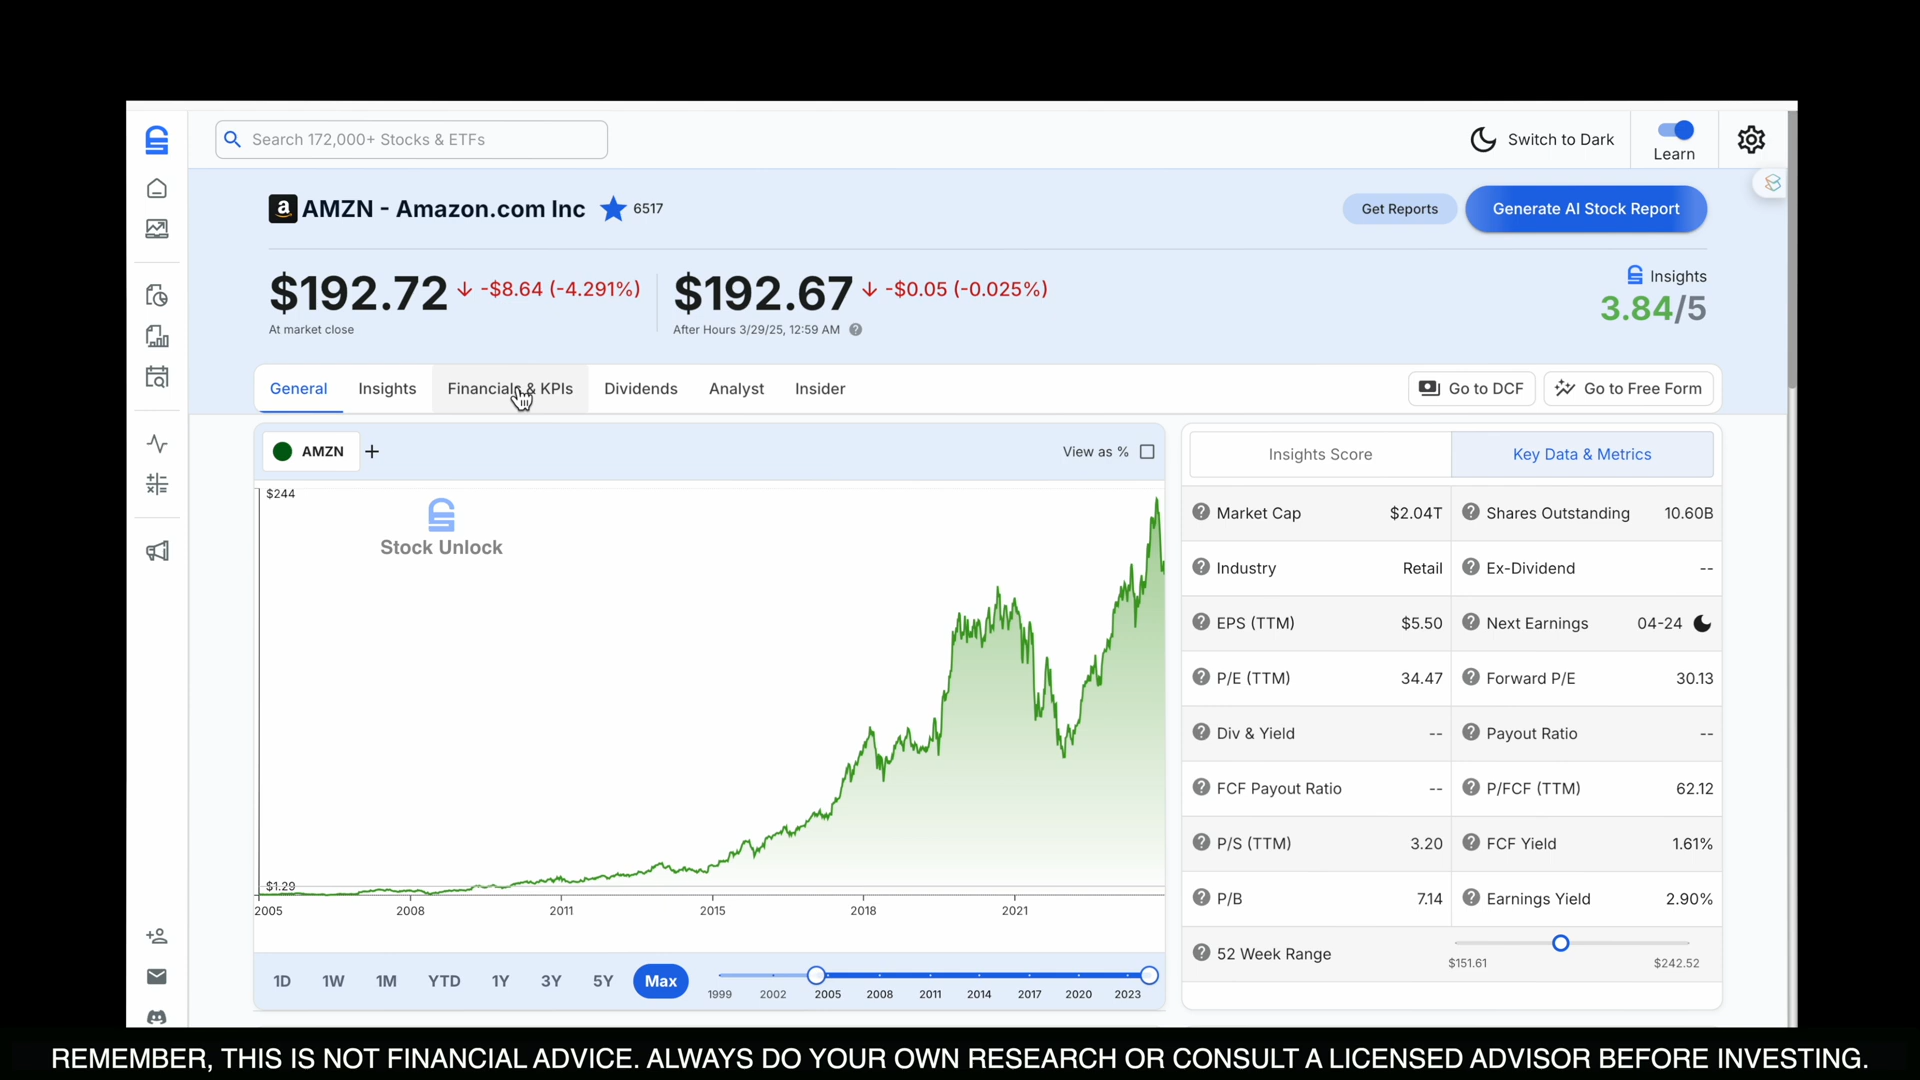 Search 172,000+ Stocks & ETFs
Switch to Dark
Learn
AMZN - Amazon.com Inc
6517
Get Reports
Generate AI Stock Report
$192.72
-$8.64 (-4.291%)
At market close
$192.67
-$0.05 (-0.025%)
After Hours 3/29/25, 12:59 AM
Insights
3.84/5
General
Insights
Financials & KPIs
Dividends
Analyst
Insider
Go to DCF
Go to Free Form
AMZN
View as %
$244
Stock Unlock
$1.29
2005
2008
2011
2015
2018
2021
1D
1W
1M
YTD
1Y
3Y
5Y
Max
1999
2002
2005
2008
2011
2014
2017
2020
2023
Insights Score
Key Data & Metrics
Market Cap $2.04T
Shares Outstanding 10.60B
Industry Retail
Ex-Dividend --
EPS (TTM) $5.50
Next Earnings 04-24
P/E (TTM) 34.47
Forward P/E 30.13
Div & Yield --
Payout Ratio --
FCF Payout Ratio --
P/FCF (TTM) 62.12
P/S (TTM) 3.20
FCF Yield 1.61%
P/B 7.14
Earnings Yield 2.90%
52 Week Range
$151.61
$242.52
REMEMBER, THIS IS NOT FINANCIAL ADVICE. ALWAYS DO YOUR OWN RESEARCH OR CONSULT A LICENSED ADVISOR BEFORE INVESTING.